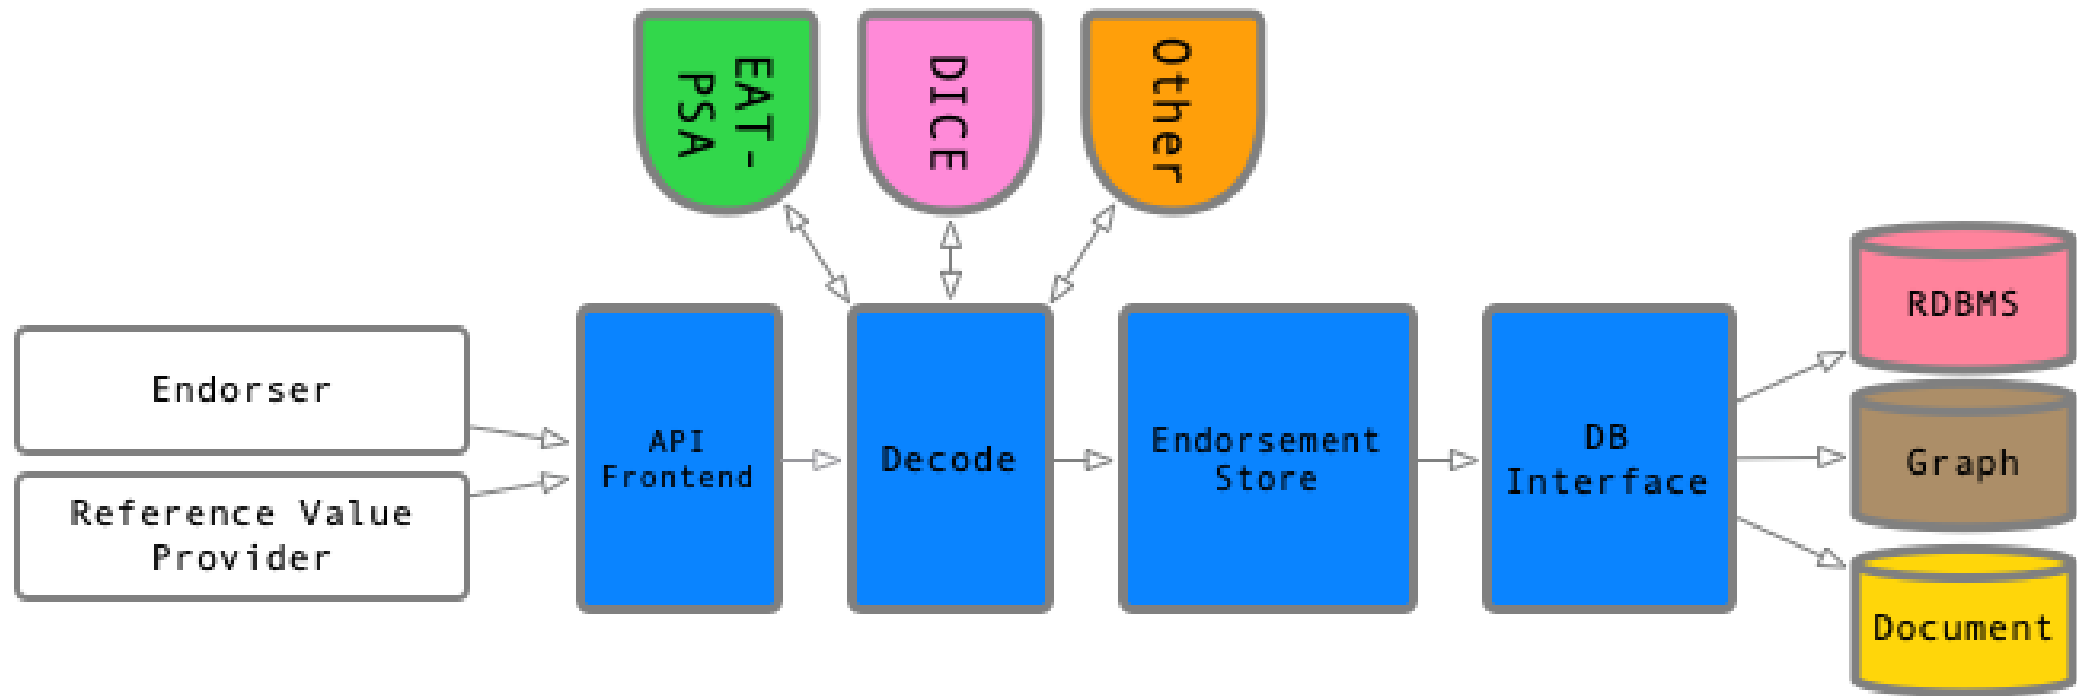 EAT-
PSA
DICE
Other
Endorser
Reference Value
Provider
API
Frontend
Decode
Endorsement
Store
DB
Interface
RDBMS
Graph
Document